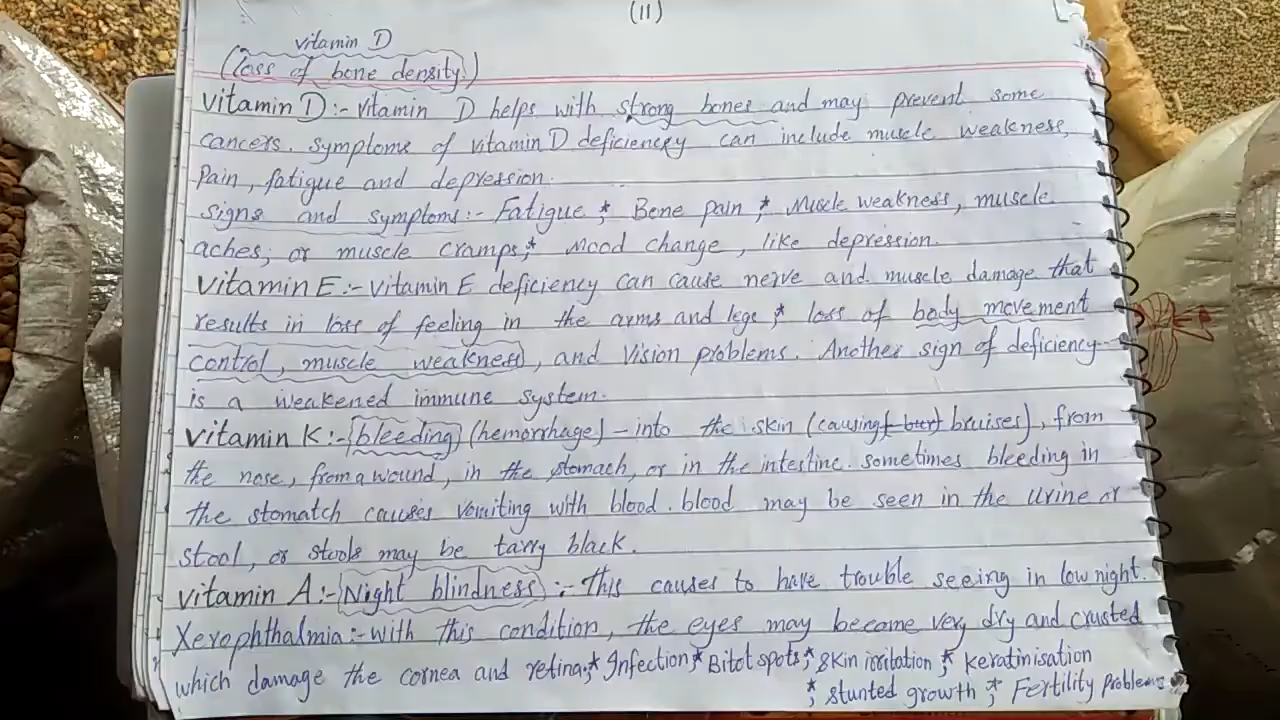 (11)
vitamin D
(loss of bone density.)
vitamin D:- vitamin D helps with strong bones and may prevent some
cancers. symptoms of vitamin D deficiencey can include muscle weakness,
Pain, fatigue and depression.
signs and symptoms:- Fatigue * Bone pain * Muscle weakness, muscle
aches, or muscle cramps, * Mood change, like depression.
vitamin E:- vitamin E deficiency can cause nerve and muscle damage that
results in loss of feeling in the arms and legs * loss of body movement
control, muscle weakness, and vision problems. Another sign of deficiency
is a weakened immune system.
vitamin K:- bleeding (hemorrhage) - into the skin (causing bruises), from
the nose, from a wound, in the stomach, or in the intestine. sometimes bleeding in
the stomatch causes vomiting with blood. blood may be seen in the urine or
stool, or stools may be tarry black.
vitamin A:- Night blindness :- This causes to have trouble seeing in low night.
Xerophthalmia:- with this condition, the eyes may become very dry and crusted
which damage the cornea and retina * Infection * Bitot spots * skin irritation * keratinisation
* stunted growth * Fertility Problems